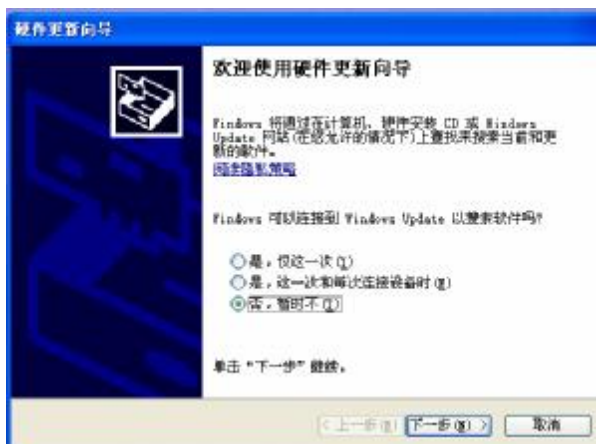 硬件更新向导
欢迎使用硬件更新向导
Windows 将通过在计算机、硬件安装 CD 或 Windows
Update 网站(在您允许的情况下)上查找来搜索当前和更
新的软件。
阅读隐私策略
Windows 可以连接到 Windows Update 以搜索软件吗?
是，仅这一次(Y)
是，这一次和每次连接设备时(E)
否，暂时不(T)
单击“下一步”继续。
<上一步(B)
下一步(N) >
取消